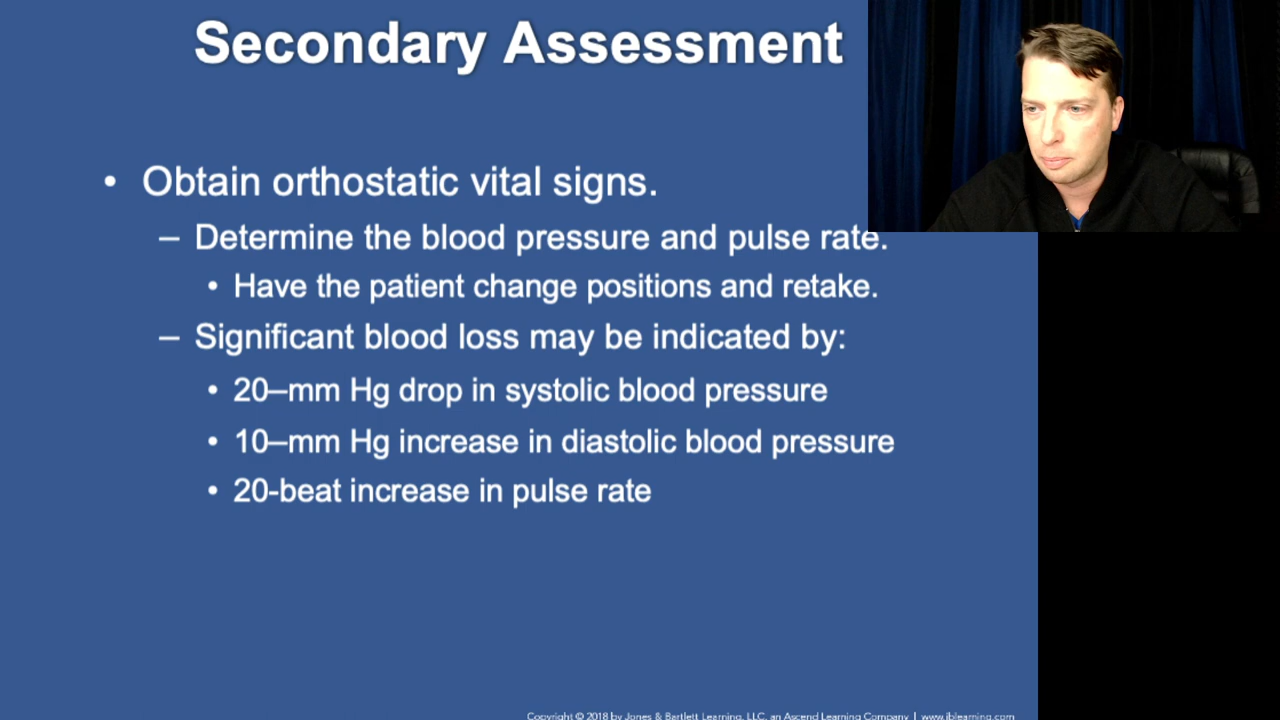 Secondary Assessment
• Obtain orthostatic vital signs.
– Determine the blood pressure and pulse rate.
• Have the patient change positions and retake.
– Significant blood loss may be indicated by:
• 20–mm Hg drop in systolic blood pressure
• 10–mm Hg increase in diastolic blood pressure
• 20-beat increase in pulse rate
Copyright © 2018 by Jones & Bartlett Learning, LLC, an Ascend Learning Company | www.jblearning.com